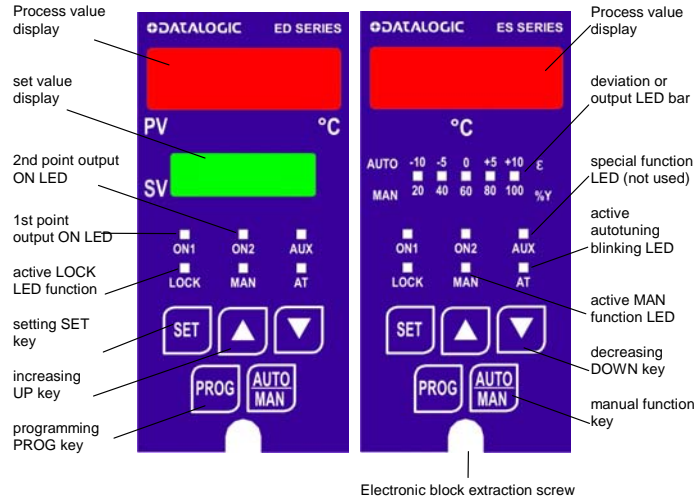 Process value
display
set value
display
2nd point output
ON LED
1st point
output ON LED
active LOCK
LED function
setting SET
key
increasing
UP key
programming
PROG key
DATALOGIC ED SERIES
PV °C
SV
ON1 ON2 AUX
LOCK MAN AT
SET
PROG AUTO
MAN
DATALOGIC ES SERIES
°C
AUTO -10 -5 0 +5 +10 ε
MAN 20 40 60 80 100 %Y
ON1 ON2 AUX
LOCK MAN AT
SET
PROG AUTO
MAN
Process value
display
deviation or
output LED bar
special function
LED (not used)
active
autotuning
blinking LED
active MAN
function LED
decreasing
DOWN key
manual function
key
Electronic block extraction screw